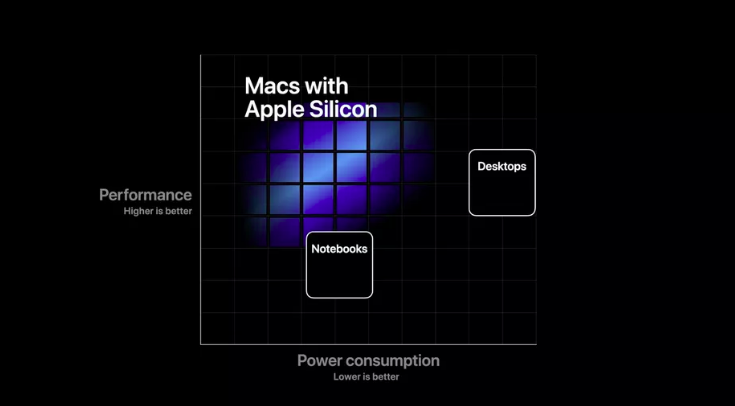 Macs with
Apple Silicon
Desktops
Performance
Higher is better
Notebooks
Power consumption
Lower is better